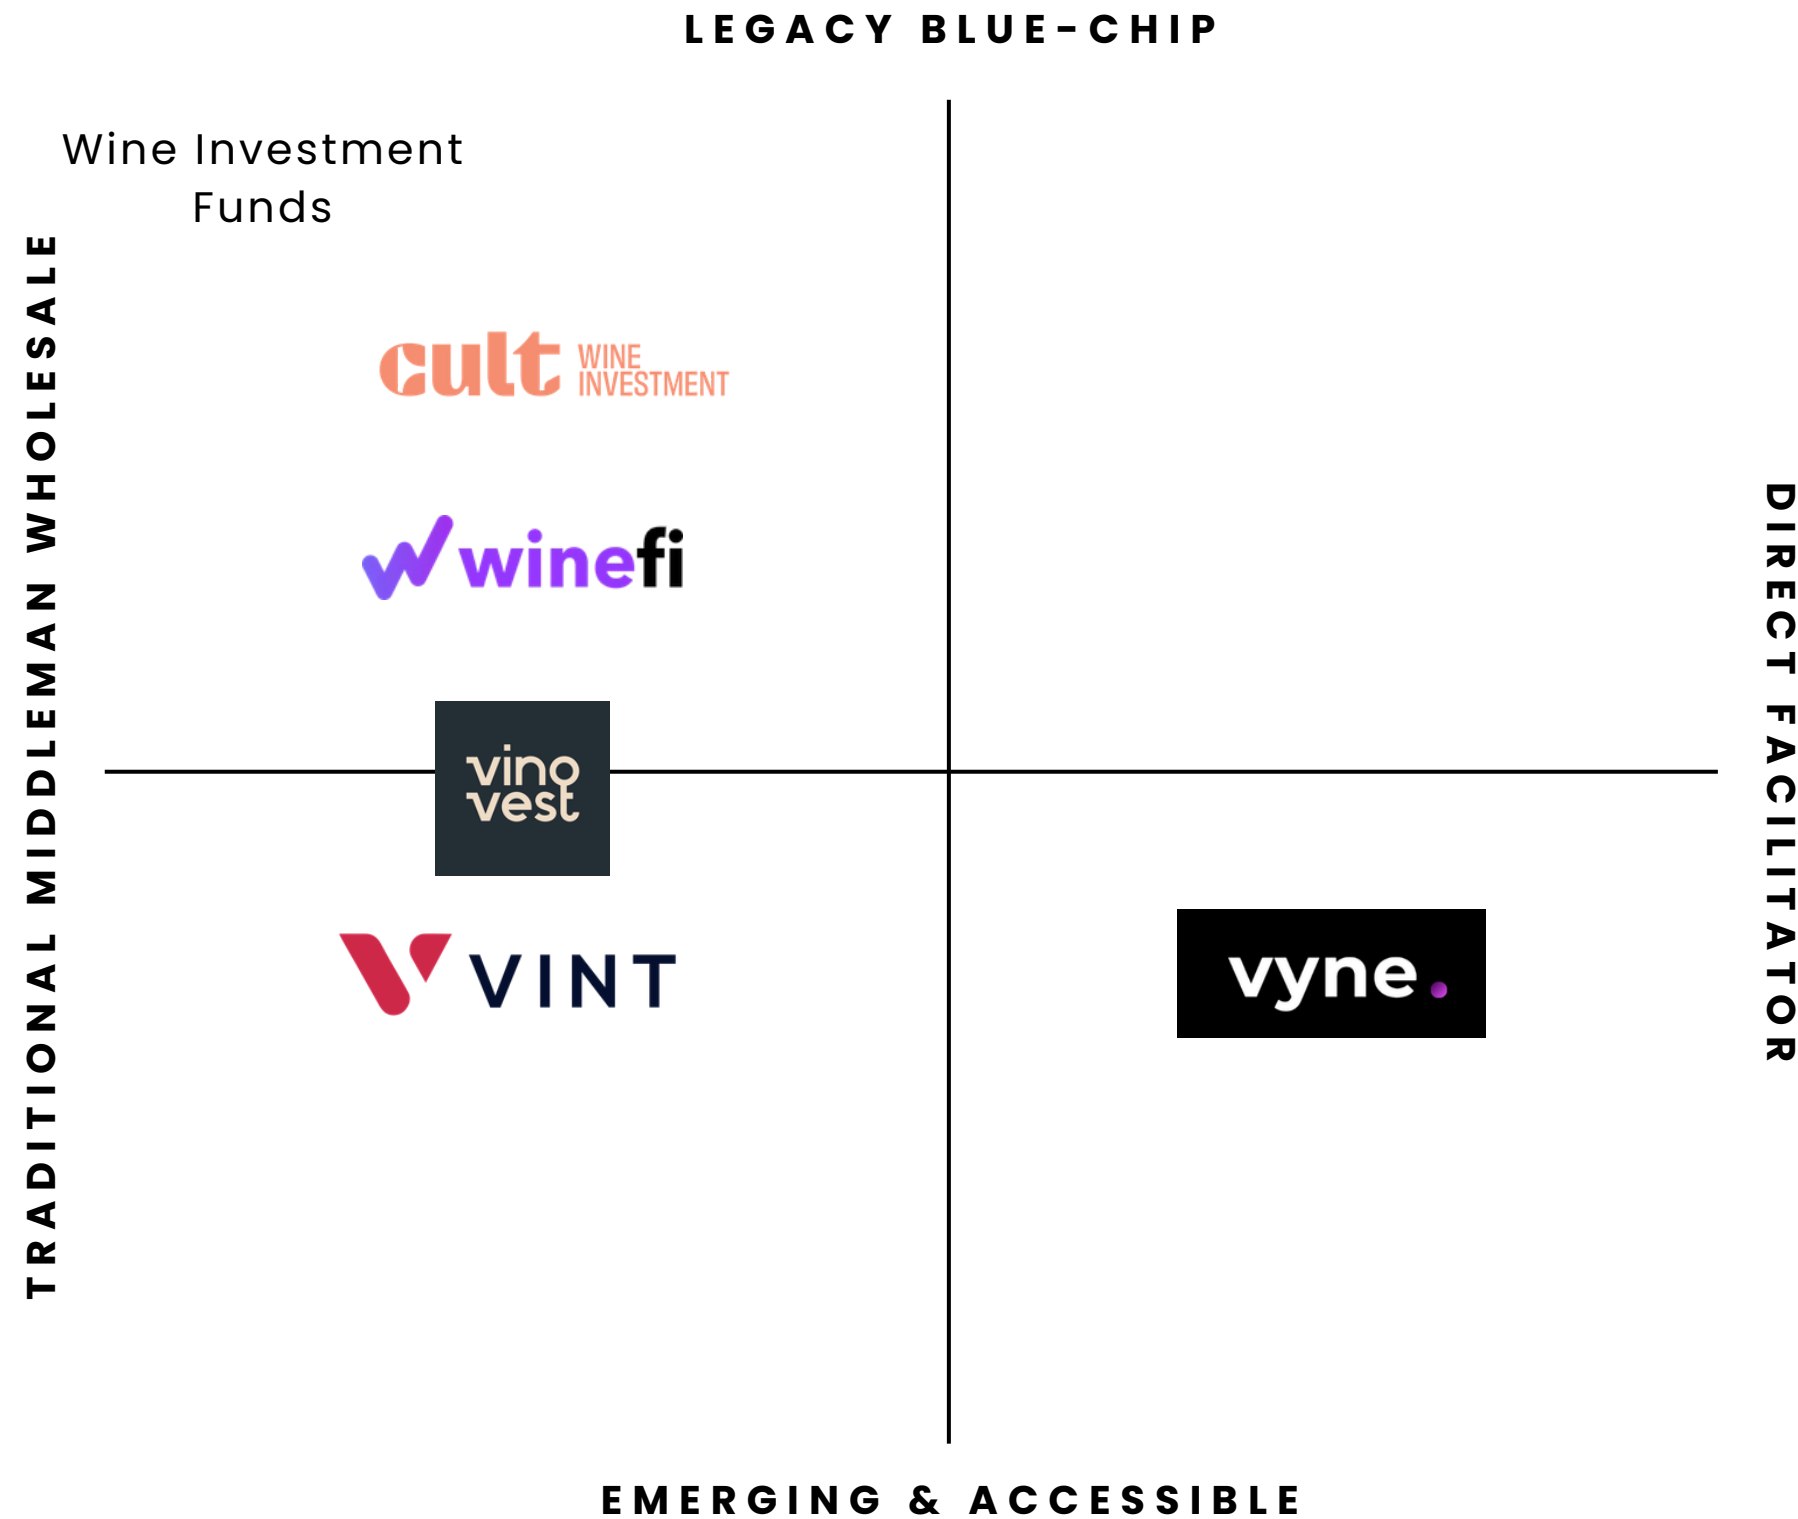 LEGACY BLUE-CHIP
Wine Investment
Funds
TRADITIONAL MIDDLEMAN WHOLESALE
cult WINE
INVESTMENT
winefi
DIRECT FACILITATOR
vino
vest
VINT
vyne.
EMERGING & ACCESSIBLE